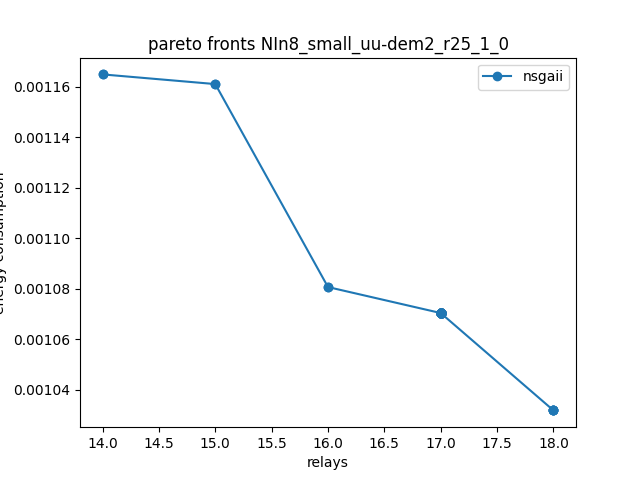 pareto fronts NIn8_small_uu-dem2_r25_1_0
nsgaii
0.00116
0.00114
0.00112
0.00110
0.00108
0.00106
0.00104
energy consumption
14.0 14.5 15.0 15.5 16.0 16.5 17.0 17.5 18.0
relays